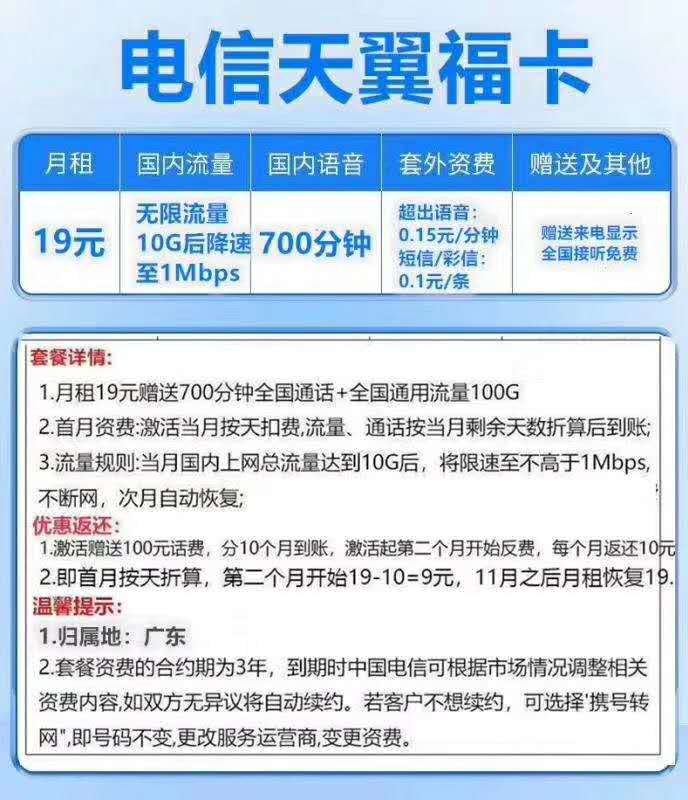 电信天翼福卡
月租 国内流量 国内语音 套外资费 赠送及其他
19元
无限流量
10G后降速
至1Mbps
700分钟
超出语音:
0.15元/分钟
短信/彩信:
0.1元/条
赠送来电显示
全国接听免费
套餐详情:
1.月租19元赠送700分钟全国通话+全国通用流量100G
2.首月资费:激活当月按天扣费,流量、通话按当月剩余天数折算后到账;
3.流量规则:当月国内上网总流量达到10G后，将限速至不高于1Mbps,
不断网，次月自动恢复;
优惠返还:
1.激活赠送100元话费，分10个月到账，激活起第二个月开始反费，每个月返还10元
2.即首月按天折算，第二个月开始19-10=9元，11月之后月租恢复19.
温馨提示:
1.归属地：广东
2.套餐资费的合约期为3年，到期时中国电信可根据市场情况调整相关
资费内容,如双方无异议将自动续约。若客户不想续约，可选择'携号转
网",即号码不变,更改服务运营商,变更资费。